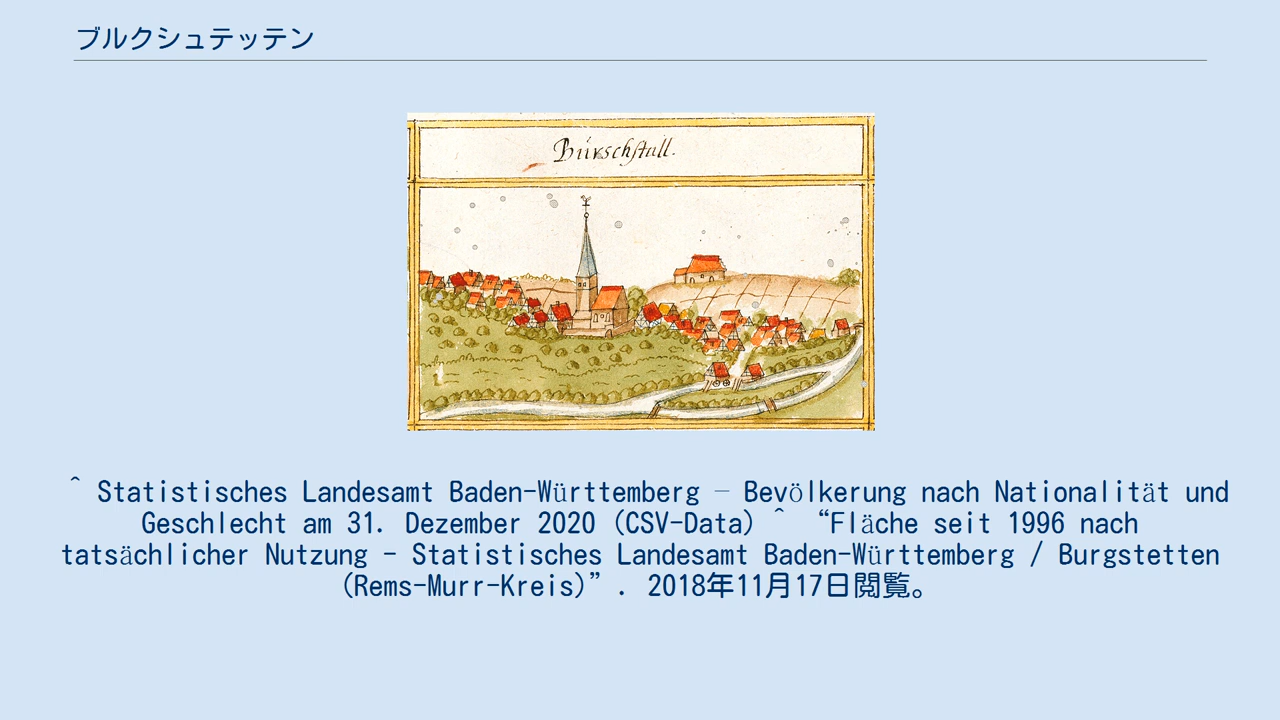 ブルクシュテッテン
Bürschstall.
^ Statistisches Landesamt Baden-Württemberg – Bevölkerung nach Nationalität und
Geschlecht am 31. Dezember 2020 (CSV-Data) ^ “Fläche seit 1996 nach
tatsächlicher Nutzung - Statistisches Landesamt Baden-Württemberg / Burgstetten
(Rems-Murr-Kreis)”. 2018年11月17日閲覧。